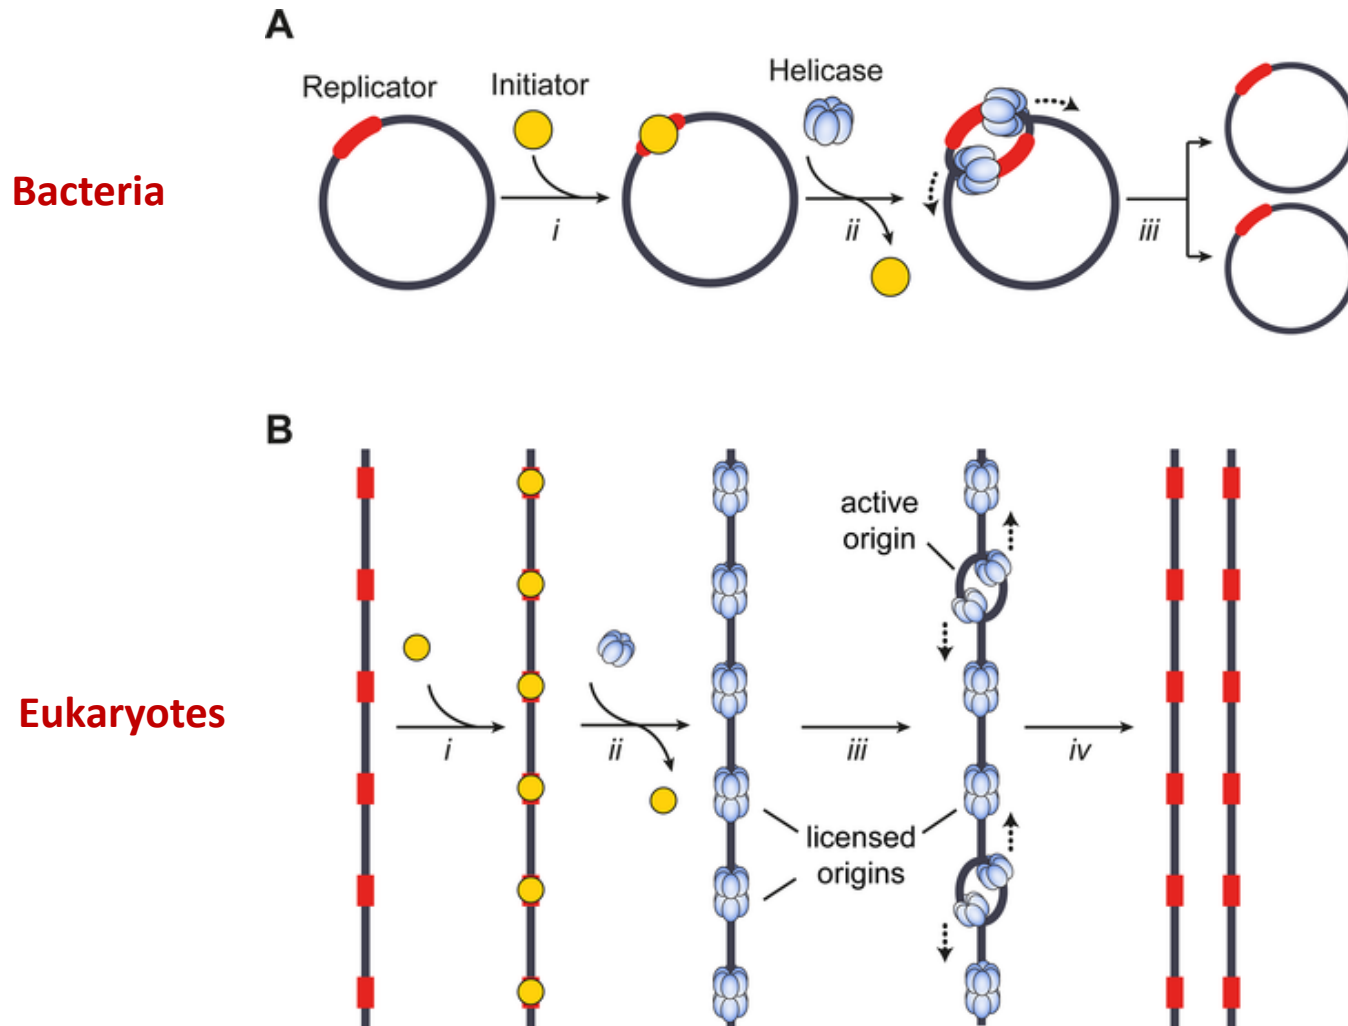 A
Replicator
Initiator
Helicase
Bacteria
i
ii
iii
B
active
origin
Eukaryotes
i
ii
iii
iv
licensed
origins